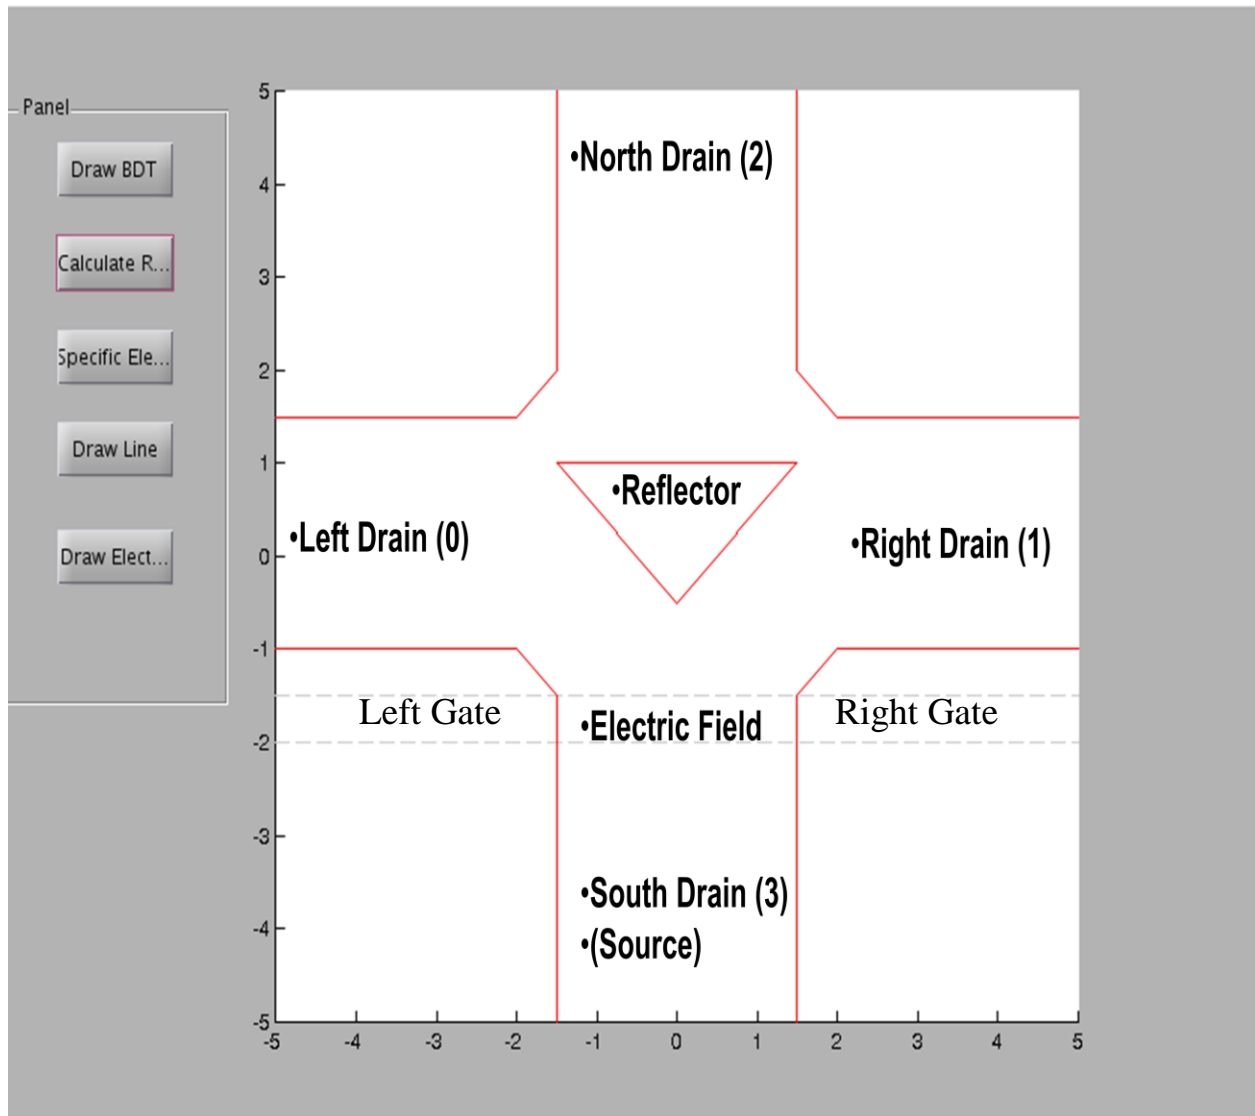 Panel
Draw BDT
Calculate R...
Specific Ele...
Draw Line
Draw Elect...
5
4
3
2
1
0
-1
-2
-3
-4
-5
-5 -4 -3 -2 -1 0 1 2 3 4 5
•North Drain (2)
•Reflector
•Left Drain (0)
•Right Drain (1)
Left Gate
•Electric Field
Right Gate
•South Drain (3)
•(Source)